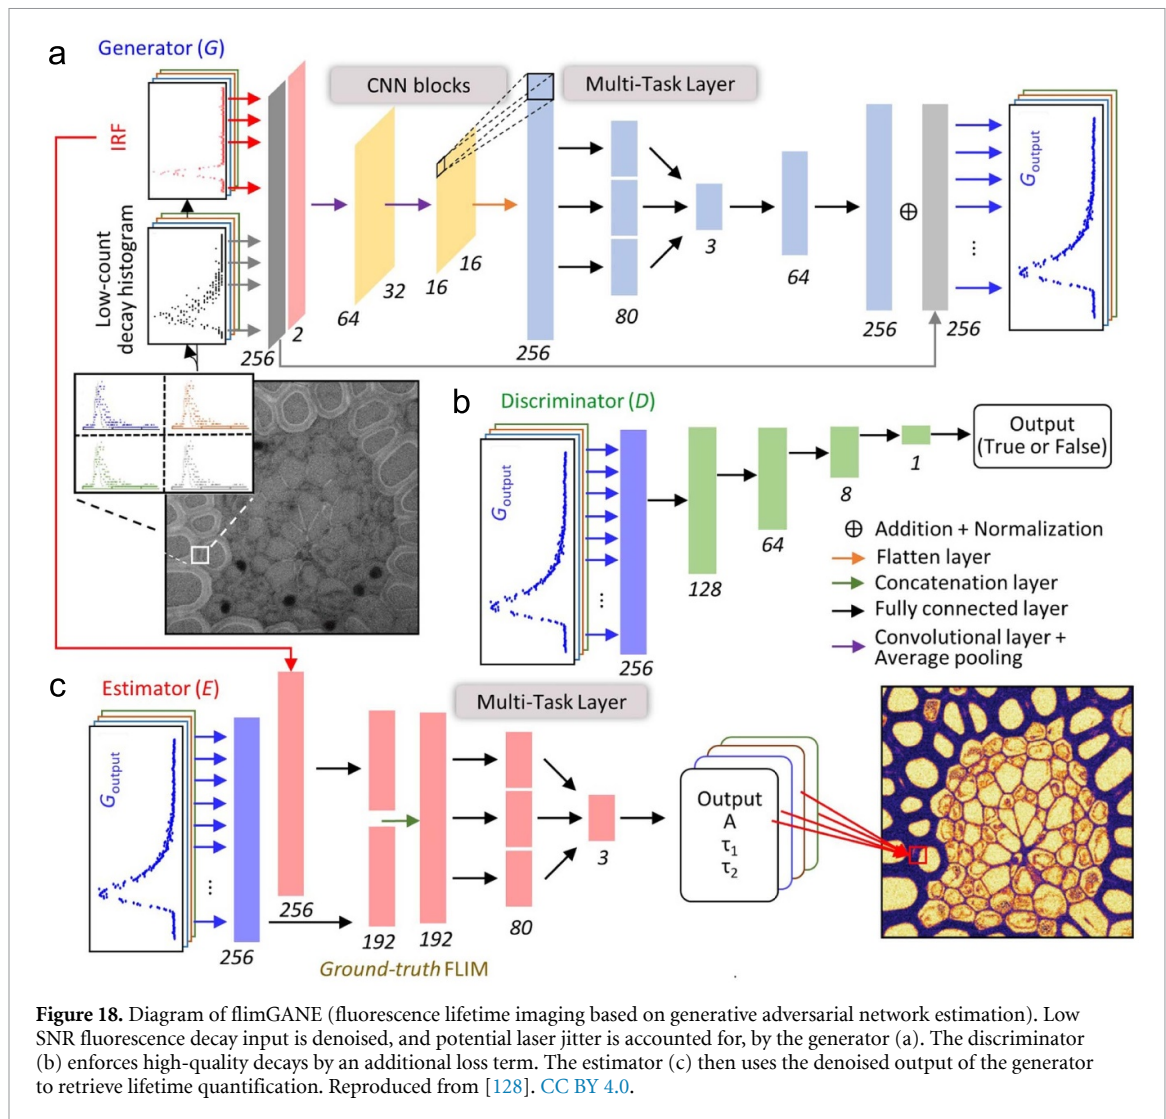 a
Generator (G)
IRF
Low-count
decay histogram
CNN blocks
Multi-Task Layer
256
2
64
32
16
16
256
80
3
64
256
256
G output
...
b
Discriminator (D)
G output
...
256
128
64
8
1
Output
(True or False)
⊕ Addition + Normalization
Flatten layer
Concatenation layer
Fully connected layer
Convolutional layer +
Average pooling
c
Estimator (E)
G output
...
256
256
192
192
Multi-Task Layer
80
3
Ground-truth FLIM
Output
A
τ1
τ2
Figure 18. Diagram of flimGANE (fluorescence lifetime imaging based on generative adversarial network estimation). Low
SNR fluorescence decay input is denoised, and potential laser jitter is accounted for, by the generator (a). The discriminator
(b) enforces high-quality decays by an additional loss term. The estimator (c) then uses the denoised output of the generator
to retrieve lifetime quantification. Reproduced from [128]. CC BY 4.0.